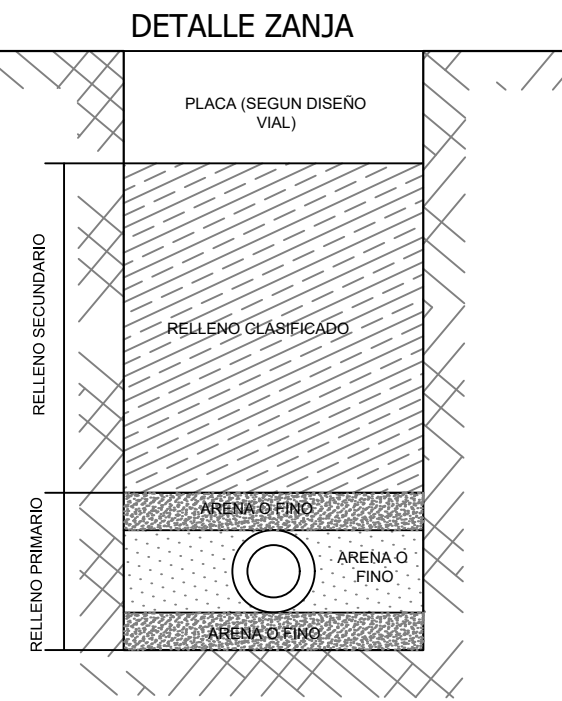 DETALLE ZANJA
PLACA (SEGUN DISEÑO
VIAL)
RELLENO SECUNDARIO
RELLENO CLASIFICADO
RELLENO PRIMARIO
ARENA O FINO
ARENA O
FINO
ARENA O FINO